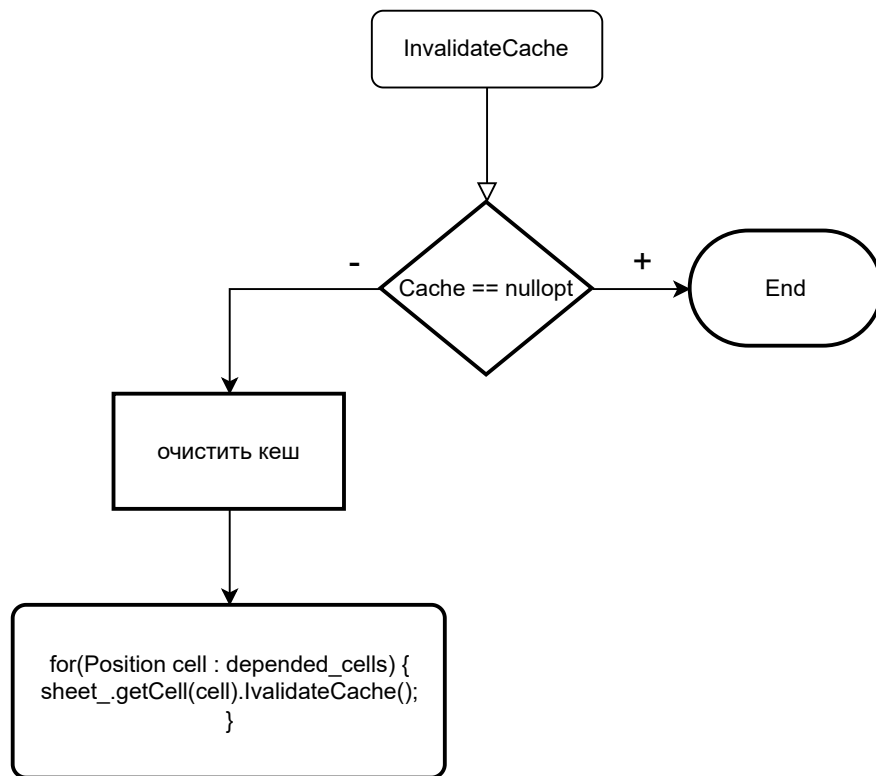 InvalidateCache
-
+
Cache == nullopt
End
очистить кеш
for(Position cell : depended_cells) {
sheet_.getCell(cell).IvalidateCache();
}